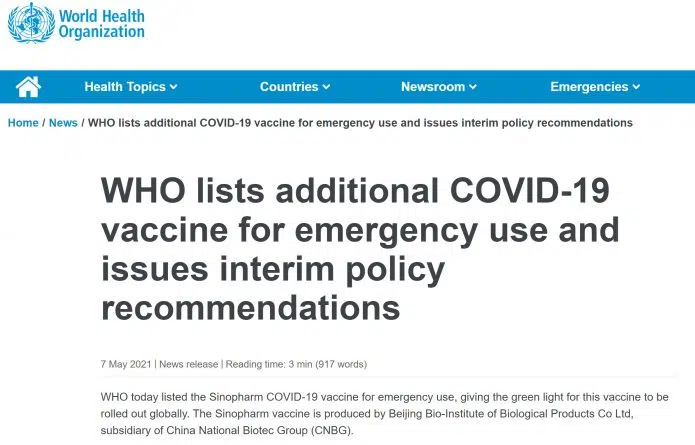 World Health
Organization
Health Topics
Countries
Newsroom
Emergencies
Home / News / WHO lists additional COVID-19 vaccine for emergency use and issues interim policy recommendations
WHO lists additional COVID-19
vaccine for emergency use and
issues interim policy
recommendations
7 May 2021 | News release | Reading time: 3 min (917 words)
WHO today listed the Sinopharm COVID-19 vaccine for emergency use, giving the green light for this vaccine to be
rolled out globally. The Sinopharm vaccine is produced by Beijing Bio-Institute of Biological Products Co Ltd,
subsidiary of China National Biotec Group (CNBG).